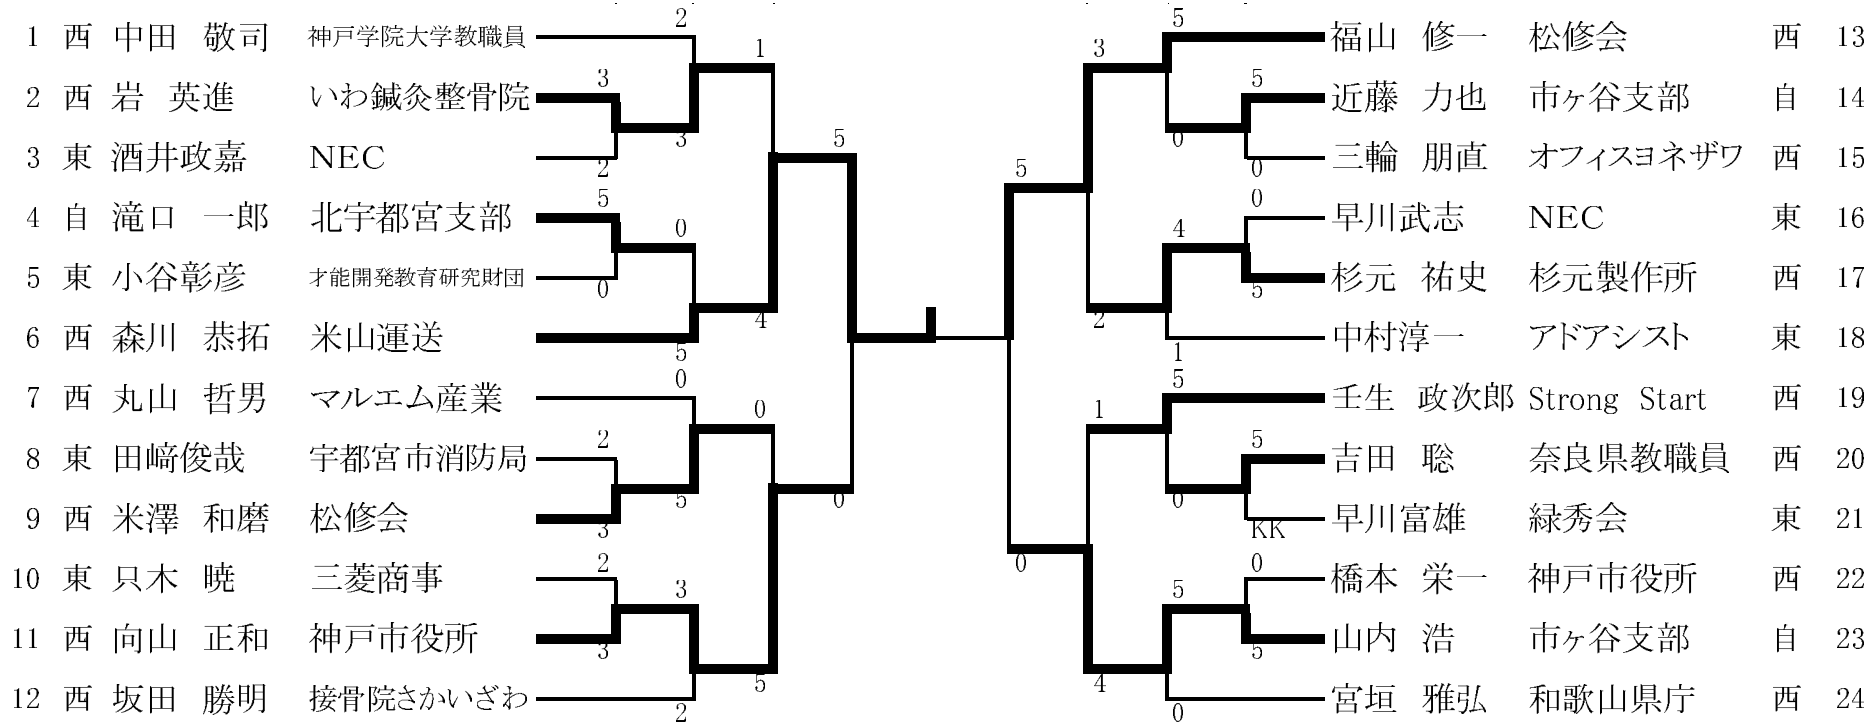 2
5
1 西 中田 敬司 神戸学院大学教職員
福山 修一 松修会 西 13
1
3
3
5
2 西 岩 英進 いわ鍼灸整骨院
近藤 力也 市ヶ谷支部 自 14
3
5
0
3 東 酒井政嘉 NEC
三輪 朋直 オフィスヨネザワ 西 15
2
5
0
5
0
4 自 滝口 一郎 北宇都宮支部
早川武志 NEC 東 16
0
4
5 東 小谷彰彦 才能開発教育研究財団
杉元 祐史 杉元製作所 西 17
0
5
4
2
6 西 森川 恭拓 米山運送
中村淳一 アドアシスト 東 18
5
1
0
5
7 西 丸山 哲男 マルエム産業
壬生 政次郎 Strong Start 西 19
0
1
2
5
8 東 田﨑俊哉 宇都宮市消防局
吉田 聡 奈良県教職員 西 20
5
0
0
9 西 米澤 和磨 松修会
早川富雄 緑秀会 東 21
3
KK
2
0
0
10 東 只木 暁 三菱商事
橋本 栄一 神戸市役所 西 22
3
5
11 西 向山 正和 神戸市役所
山内 浩 市ヶ谷支部 自 23
3
5
5
4
12 西 坂田 勝明 接骨院さかいざわ
宮垣 雅弘 和歌山県庁 西 24
2
0